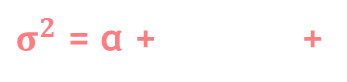 σ² = α + +